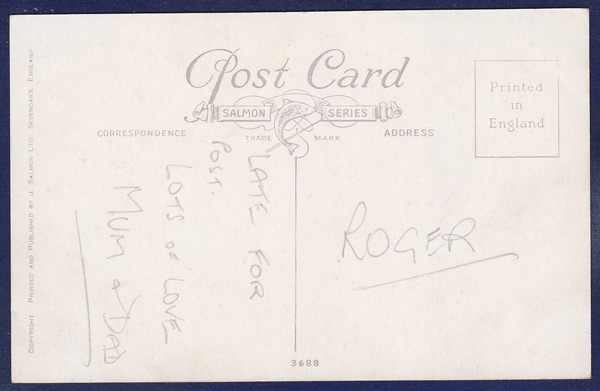 Post Card
SALMON SERIES
TRADE MARK
CORRESPONDENCE
ADDRESS
Printed
in
England
LATE FOR
POST.
LOTS OF LOVE
MUM & DAD
ROGER
3688
COPYRIGHT PRINTED AND PUBLISHED BY J. SALMON LTD. SEVENOAKS, ENGLAND